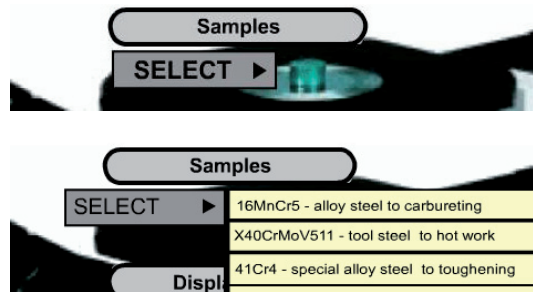 Samples
SELECT
Samples
SELECT
16MnCr5 - alloy steel to carbureting
X40CrMoV511 - tool steel to hot work
41Cr4 - special alloy steel to toughening
Displ